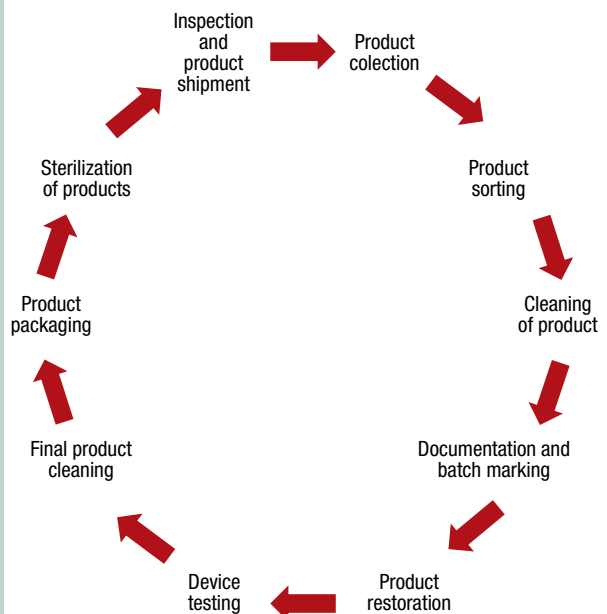 Inspection
and
product
shipment
Product
colection
Product
sorting
Cleaning
of product
Documentation and
batch marking
Product
restoration
Device
testing
Final product
cleaning
Product
packaging
Sterilization
of products